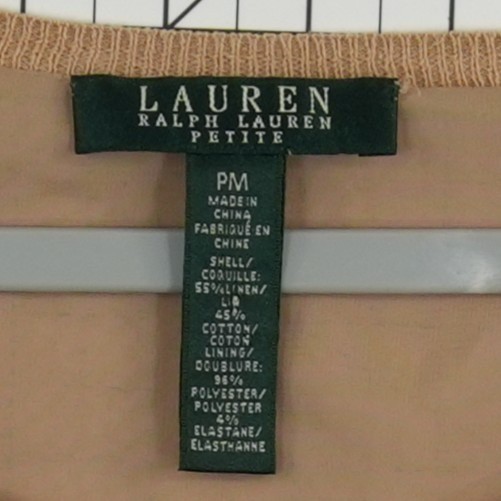 LAUREN
RALPH LAUREN
PETITE
PM
MADE IN
CHINA
FABRIQUÉ EN
CHINE
SHELL/
COQUILLE:
55% LINEN/
LIN
45%
COTTON/
COTON
LINING/
DOUBLURE:
96%
POLYESTER/
POLYESTER
4%
ELASTANE/
ELASTHANNE